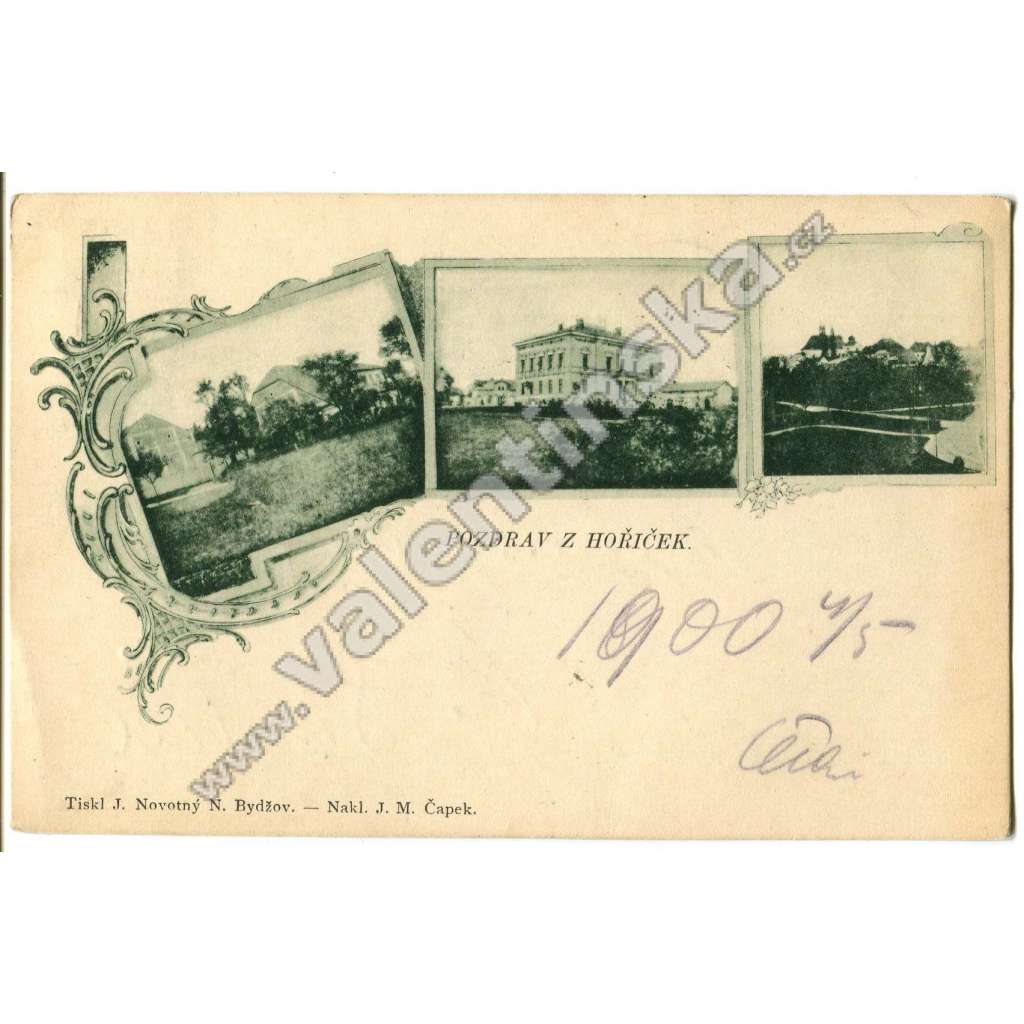 www.valentinska.cz
POZDRAV Z HOŘIČEK.
1900 4/5
Tiskl J. Novotný N. Bydžov. — Nakl. J. M. Čapek.